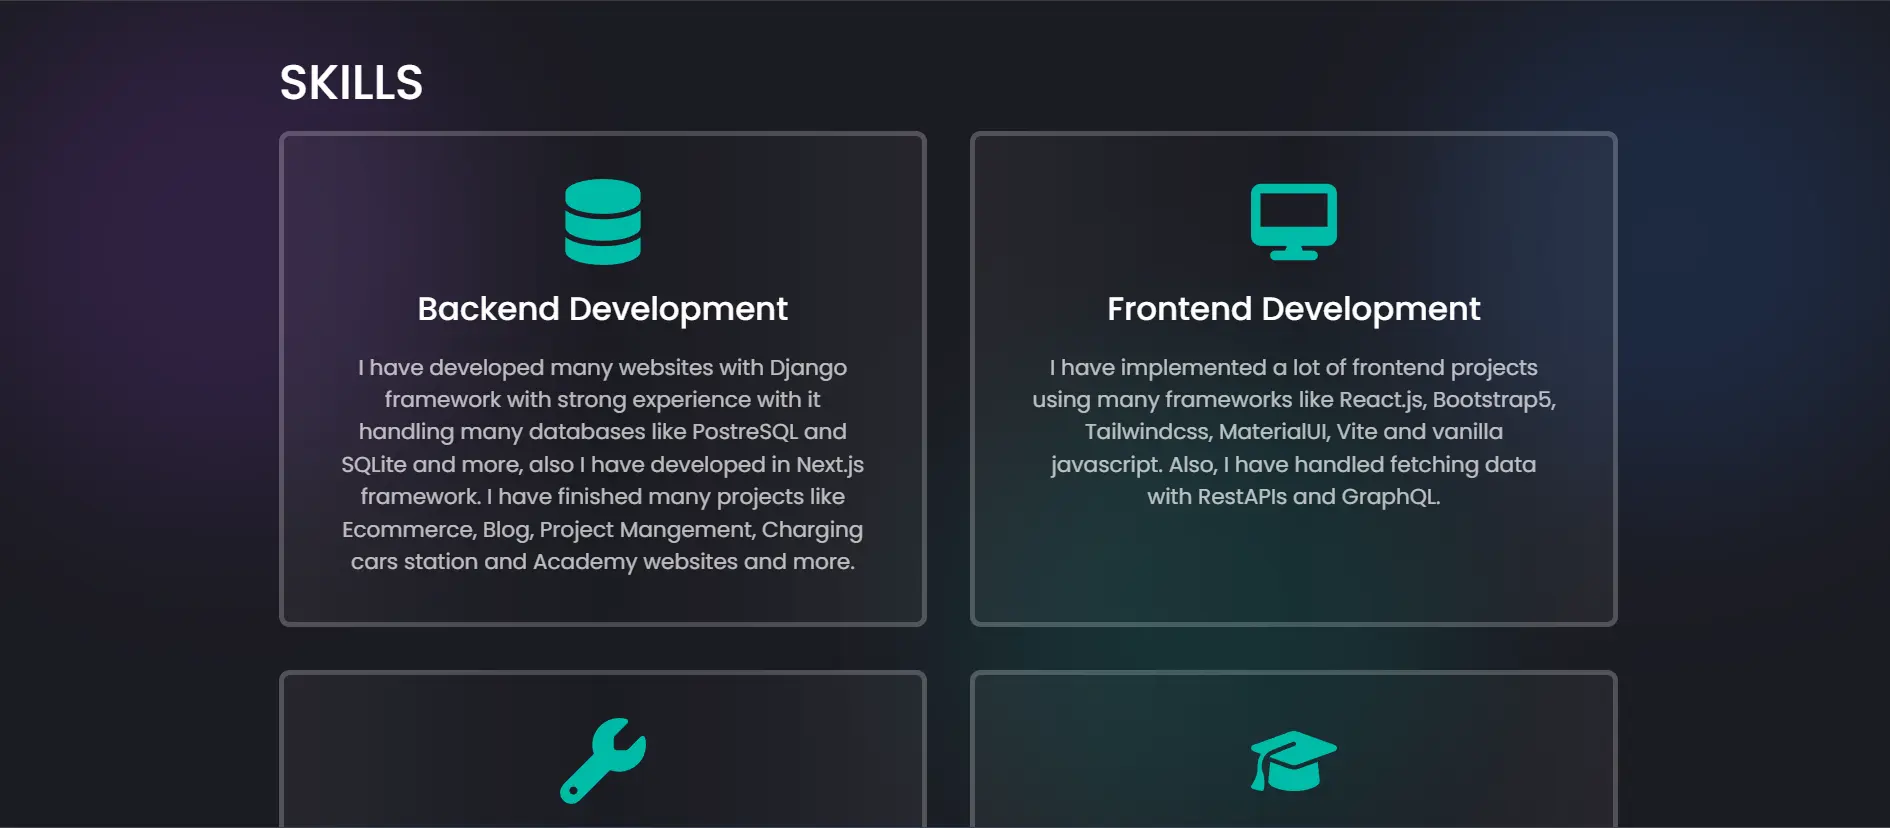 SKILLS
Backend Development
I have developed many websites with Django
framework with strong experience with it
handling many databases like PostreSQL and
SQLite and more, also I have developed in Next.js
framework. I have finished many projects like
Ecommerce, Blog, Project Mangement, Charging
cars station and Academy websites and more.
Frontend Development
I have implemented a lot of frontend projects
using many frameworks like React.js, Bootstrap5,
Tailwindcss, MaterialUI, Vite and vanilla
javascript. Also, I have handled fetching data
with RestAPIs and GraphQL.